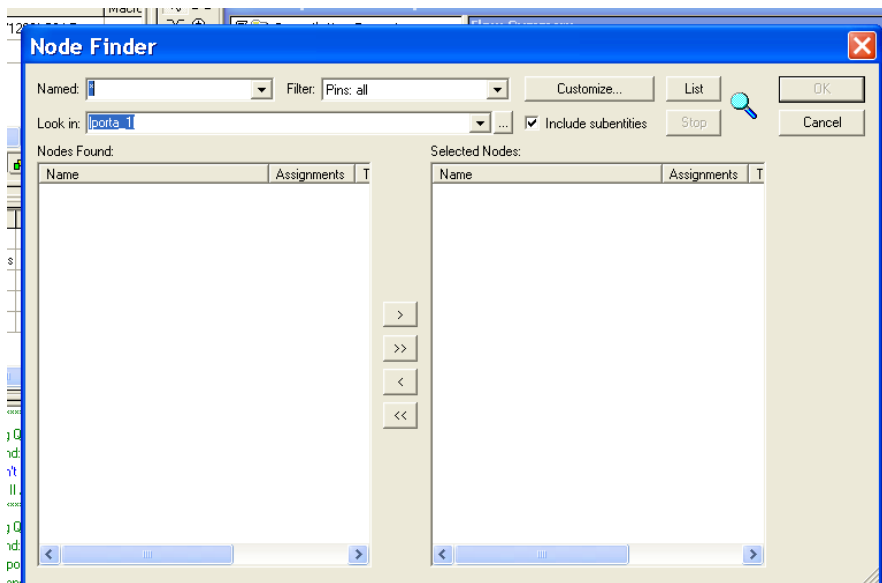 Node Finder
Named: * Filter: Pins: all Customize... List OK
Look in: |porta_1| ... Include subentities Stop Cancel
Nodes Found: Selected Nodes:
Name Assignments T Name Assignments T
>
>>
<
<<